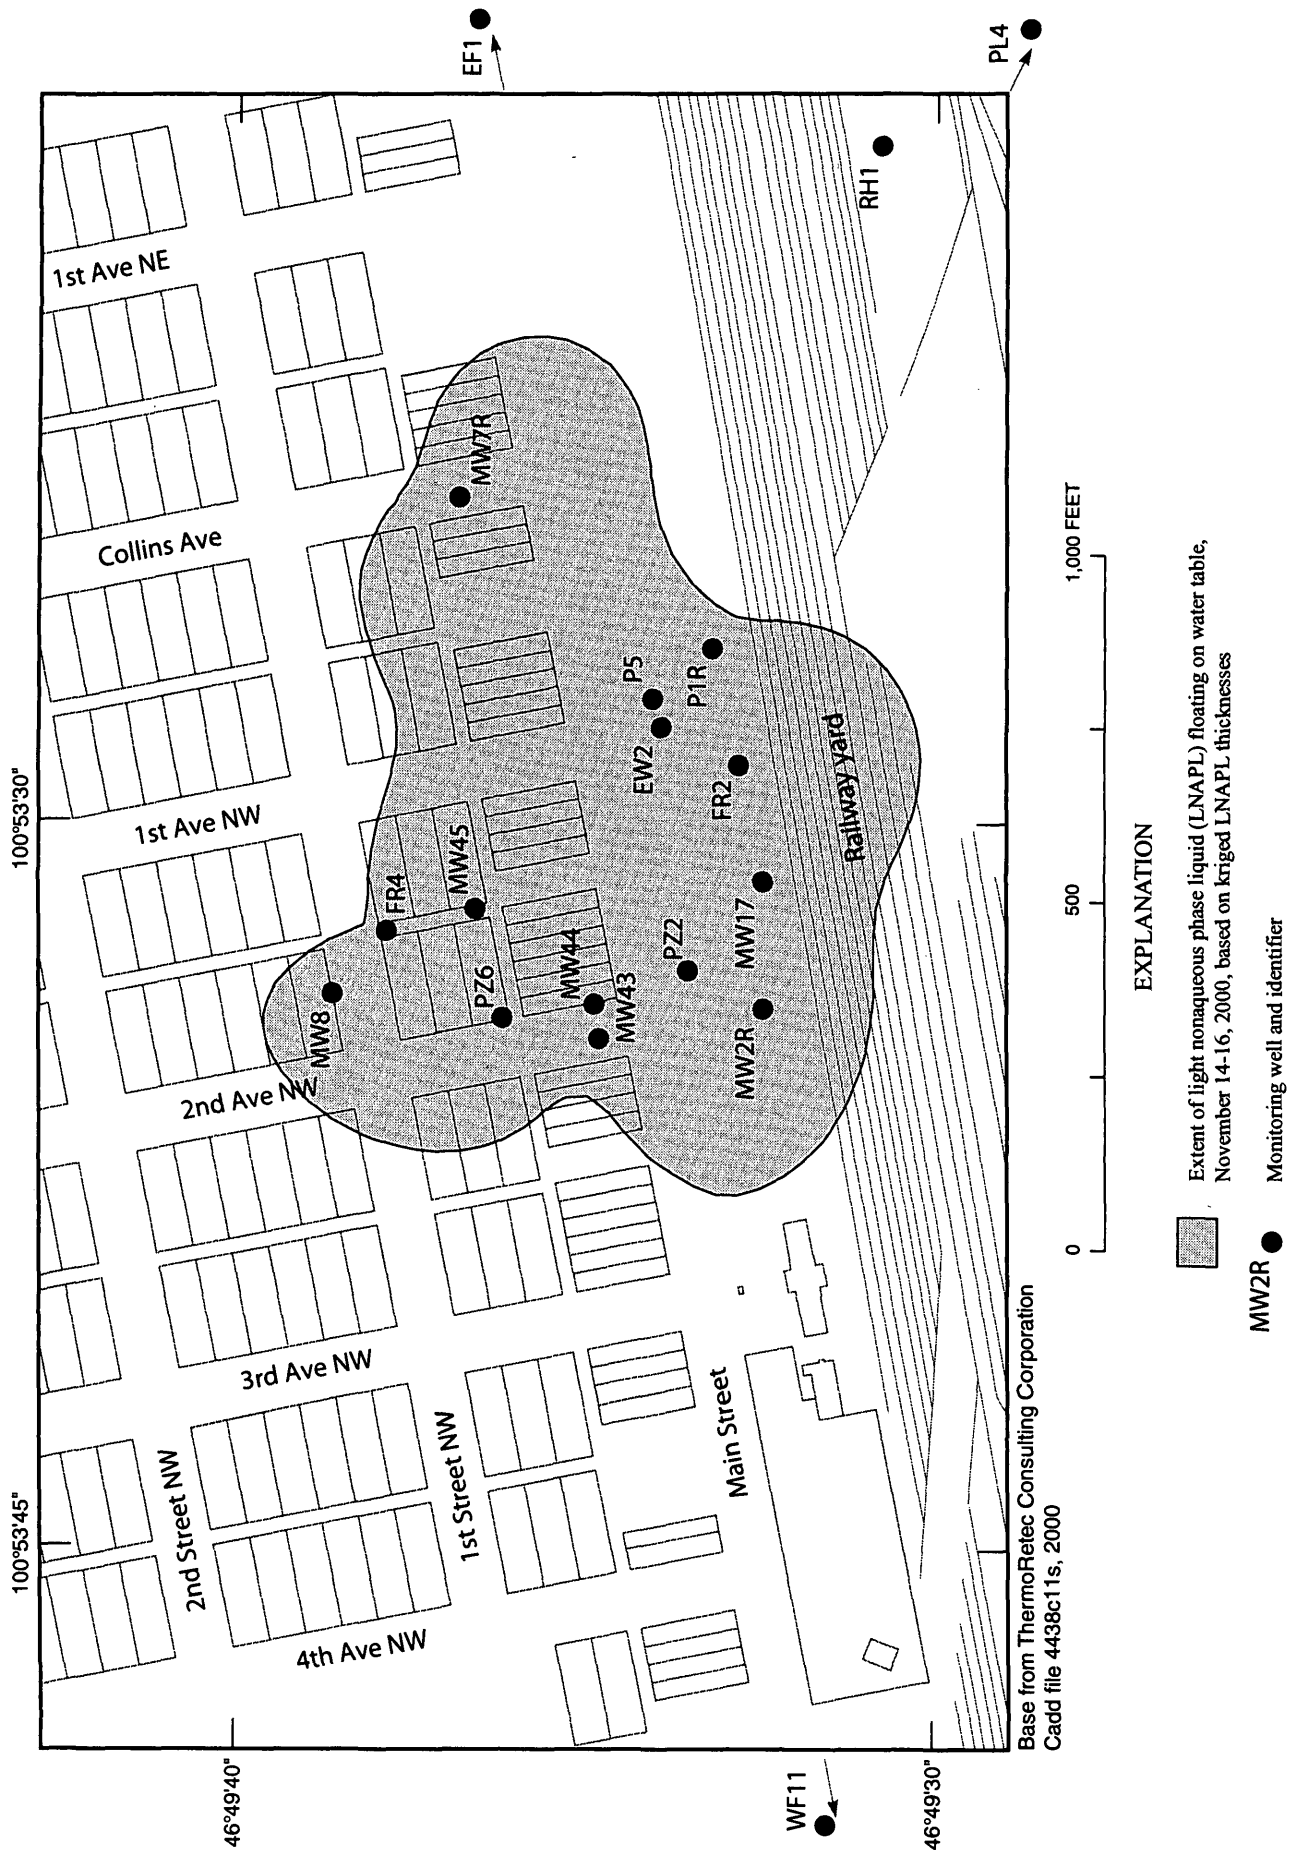 100°53'45"
100°53'30"
46°49'40"
46°49'30"
2nd Street NW
1st Street NW
Main Street
4th Ave NW
3rd Ave NW
2nd Ave NW
1st Ave NW
Collins Ave
1st Ave NE
MW8
FR4
MW45
PZ6
MW44
MW43
PZ2
MW2R
MW17
FR2
EW2
P5
P1R
MW7R
Railway yard
RH1
EF1
PL4
WF11
Base from ThermoRetec Consulting Corporation
Cadd file 4438c11s, 2000
0
500
1,000 FEET
EXPLANATION
Extent of light nonaqueous phase liquid (LNAPL) floating on water table,
November 14-16, 2000, based on kriged LNAPL thicknesses
MW2R
Monitoring well and identifier